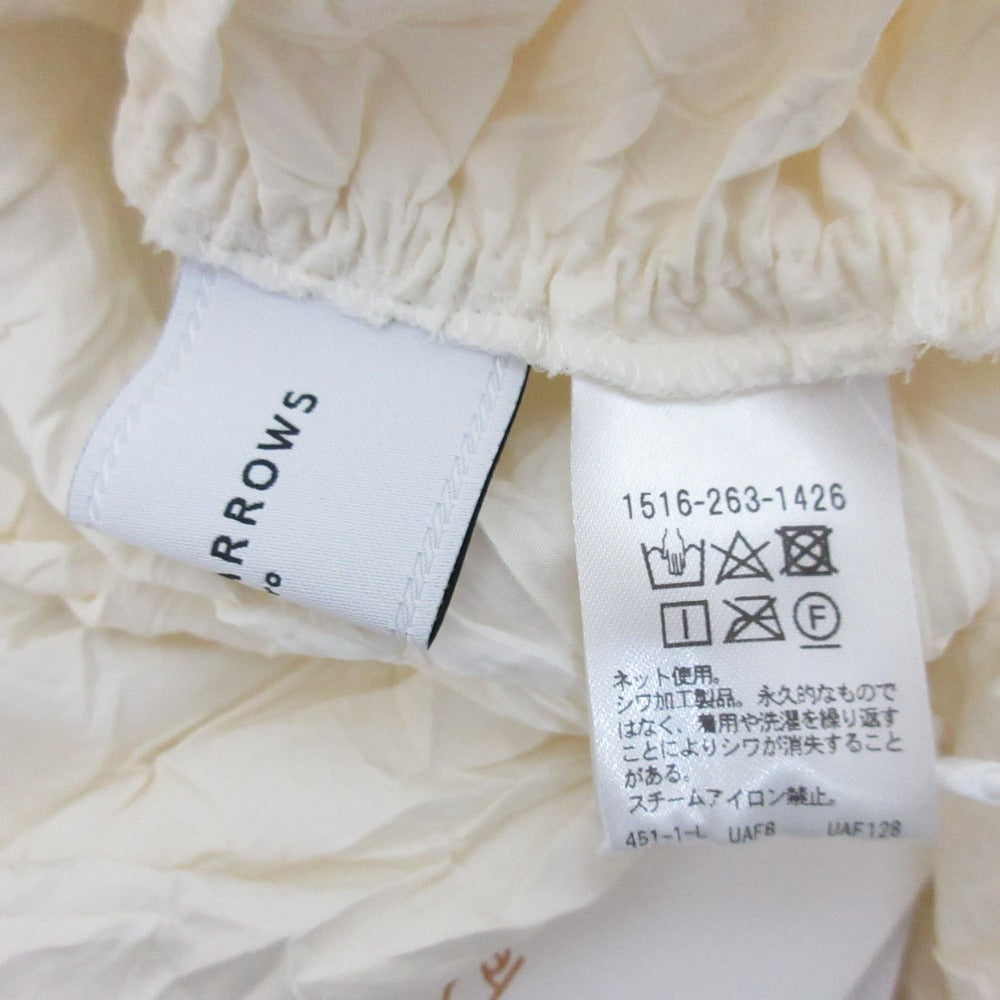 ARROWS
1516-263-1426
F
ネット使用。
シワ加工製品。永久的なもので
はなく、着用や洗濯を繰り返す
ことによりシワが消失すること
がある。
スチームアイロン禁止。
451-1-L UAF8 UAF128